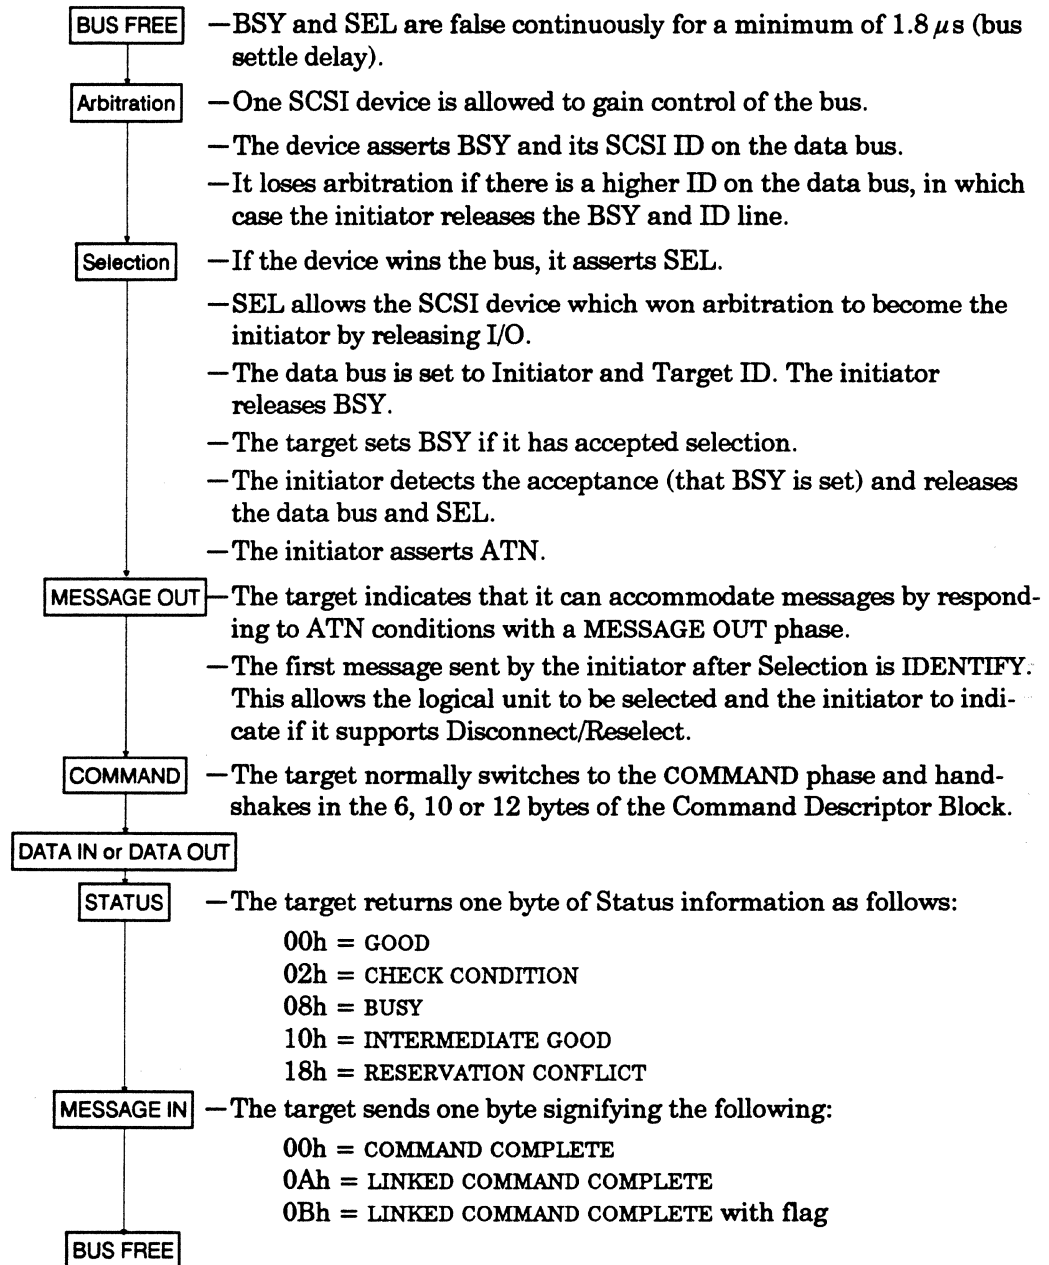 BUS FREE —BSY and SEL are false continuously for a minimum of 1.8 μs (bus
settle delay).
Arbitration —One SCSI device is allowed to gain control of the bus.
—The device asserts BSY and its SCSI ID on the data bus.
—It loses arbitration if there is a higher ID on the data bus, in which
case the initiator releases the BSY and ID line.
Selection —If the device wins the bus, it asserts SEL.
—SEL allows the SCSI device which won arbitration to become the
initiator by releasing I/O.
—The data bus is set to Initiator and Target ID. The initiator
releases BSY.
—The target sets BSY if it has accepted selection.
—The initiator detects the acceptance (that BSY is set) and releases
the data bus and SEL.
—The initiator asserts ATN.
MESSAGE OUT —The target indicates that it can accommodate messages by respond-
ing to ATN conditions with a MESSAGE OUT phase.
—The first message sent by the initiator after Selection is IDENTIFY.
This allows the logical unit to be selected and the initiator to indi-
cate if it supports Disconnect/Reselect.
COMMAND —The target normally switches to the COMMAND phase and hand-
shakes in the 6, 10 or 12 bytes of the Command Descriptor Block.
DATA IN or DATA OUT
STATUS —The target returns one byte of Status information as follows:
00h = GOOD
02h = CHECK CONDITION
08h = BUSY
10h = INTERMEDIATE GOOD
18h = RESERVATION CONFLICT
MESSAGE IN —The target sends one byte signifying the following:
00h = COMMAND COMPLETE
0Ah = LINKED COMMAND COMPLETE
0Bh = LINKED COMMAND COMPLETE with flag
BUS FREE